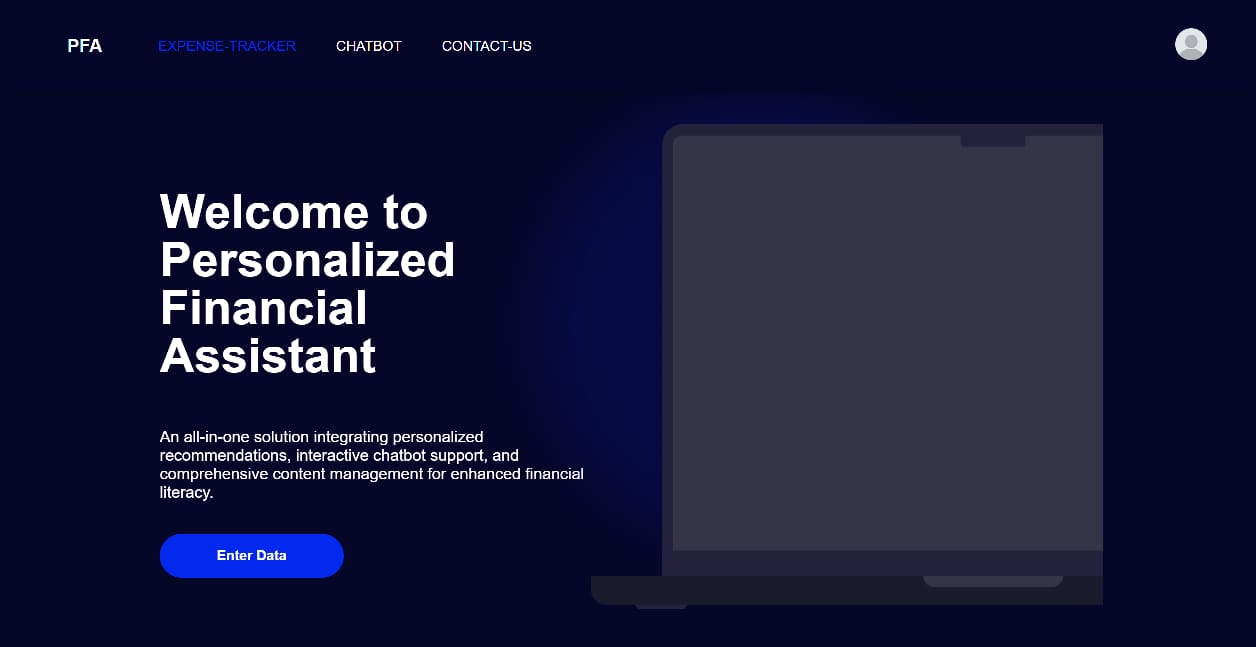 PFA
EXPENSE-TRACKER
CHATBOT
CONTACT-US
Welcome to
Personalized
Financial
Assistant
An all-in-one solution integrating personalized
recommendations, interactive chatbot support, and
comprehensive content management for enhanced financial
literacy.
Enter Data